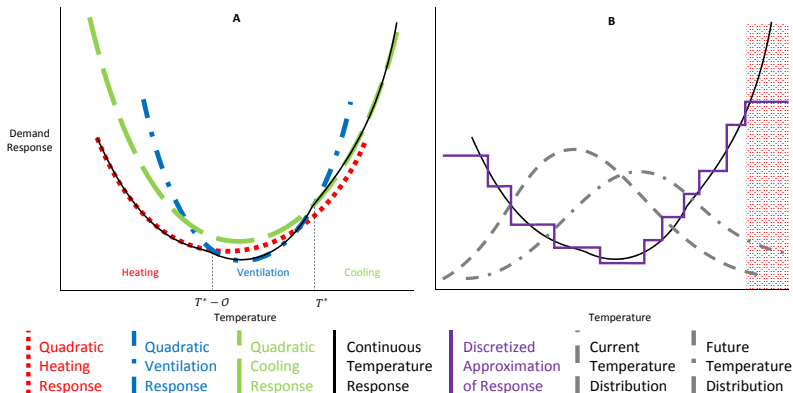 A
B
Demand
Response
Heating
Ventilation
Cooling
T* − 𝒪
T*
Temperature
Temperature
Quadratic
Heating
Response
Quadratic
Ventilation
Response
Quadratic
Cooling
Response
Continuous
Temperature
Response
Discretized
Approximation
of Response
Current
Temperature
Distribution
Future
Temperature
Distribution